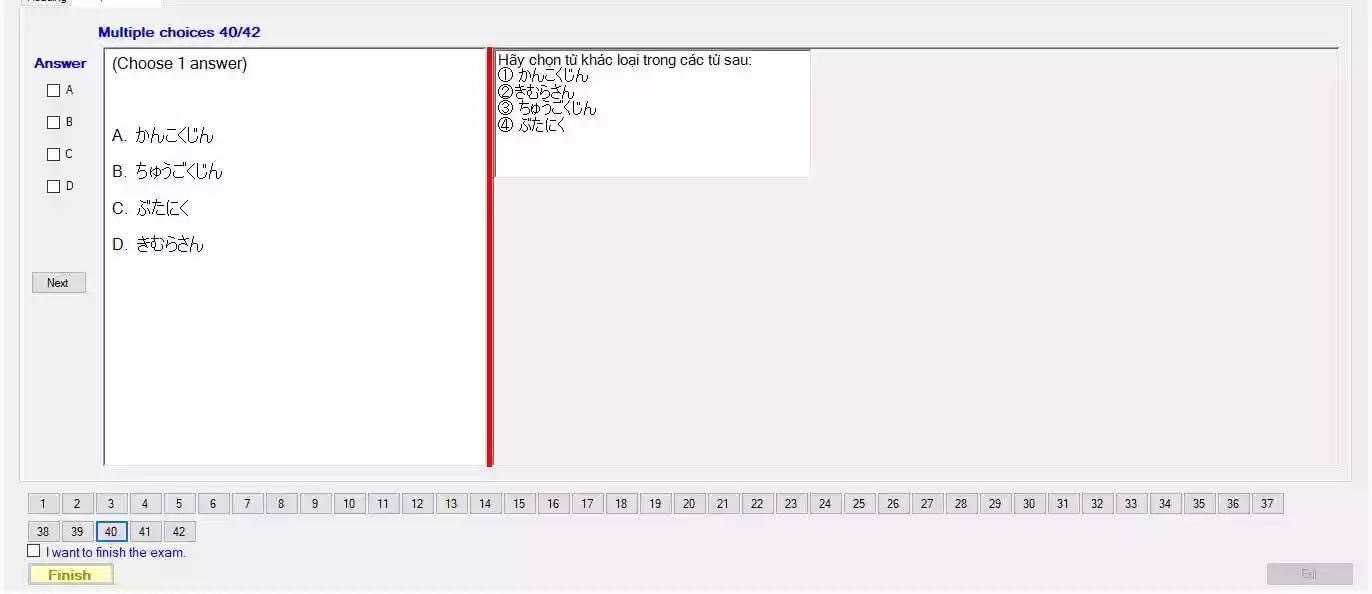 Multiple choices 40/42
Answer
A
B
C
D
Next
(Choose 1 answer)
A. かんこくじん
B. ちゅうごくじん
C. ぶたにく
D. きむらさん
Hãy chọn từ khác loại trong các từ sau:
① かんこくじん
②きむらさん
③ ちゅうごくじん
④ ぶたにく
1 2 3 4 5 6 7 8 9 10 11 12 13 14 15 16 17 18 19 20 21 22 23 24 25 26 27 28 29 30 31 32 33 34 35 36 37
38 39 40 41 42
I want to finish the exam.
Finish
Exit